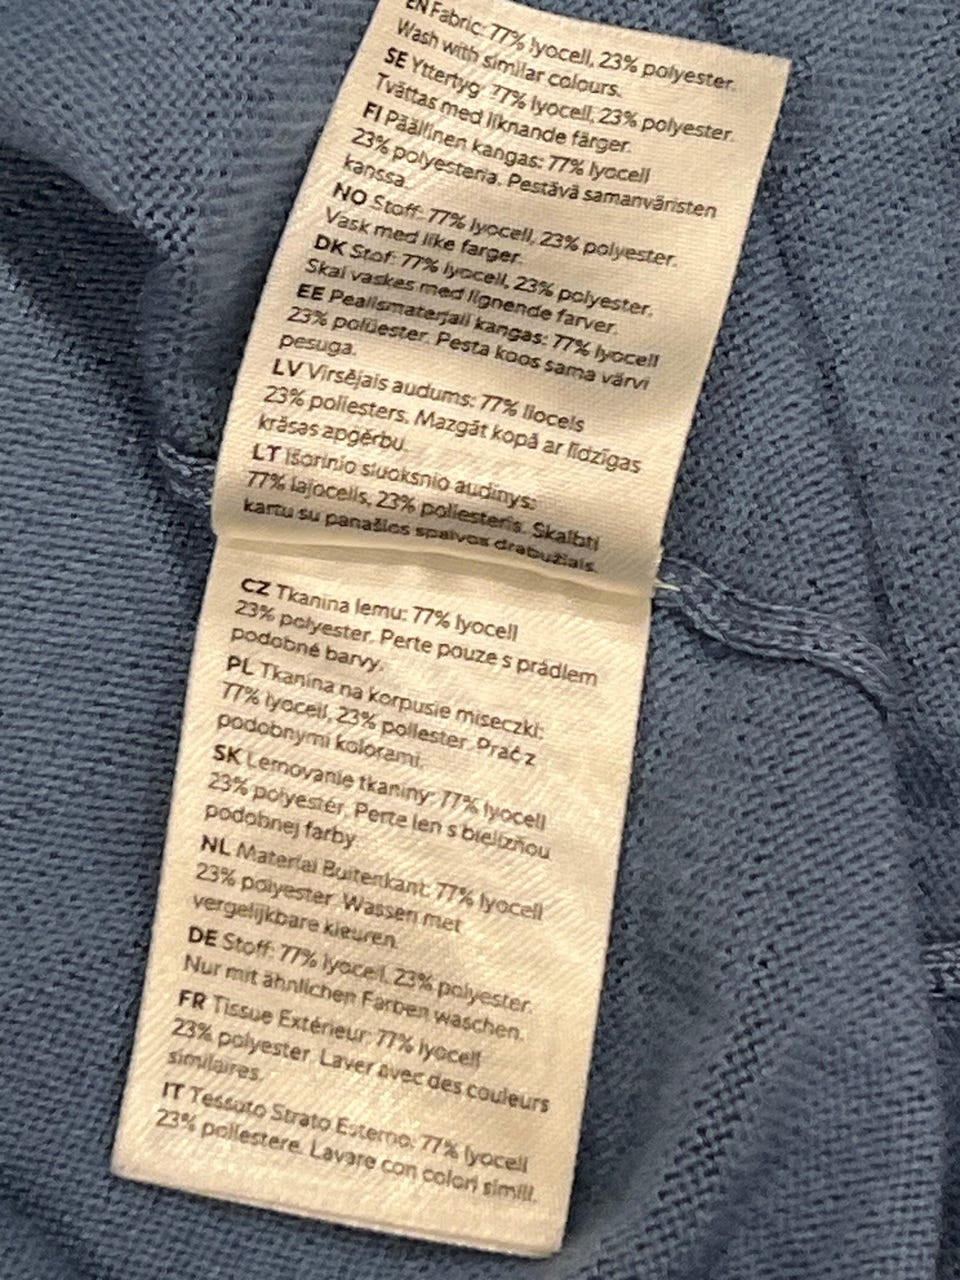 EN Fabric: 77% lyocell, 23% polyester.
Wash with similar colours.
SE Yttertyg: 77% lyocell, 23% polyester.
Tvättas med liknande färger.
FI Päällinen kangas: 77% lyocell
23% polyesteria. Pestävä samanväristen
kanssa.
NO Stoff: 77% lyocell, 23% polyester.
Vask med like farger.
DK Stof: 77% lyocell, 23% polyester.
Skal vaskes med lignende farver.
EE Pealismaterjali kangas: 77% lyocell
23% polüester. Pesta koos sama värvi
pesuga.
LV Virsējais audums: 77% liocels
23% poliesters. Mazgāt kopā ar līdzīgas
krāsas apģērbu.
LT Išorinio sluoksnio audinys:
77% lajocelis, 23% poliesteris. Skalbti
kartu su panašios spalvos drabužiais.
CZ Tkanina lemu: 77% lyocell
23% polyester. Perte pouze s prádlem
podobné barvy.
PL Tkanina na korpusie miseczki:
77% lyocell, 23% poliester. Prać z
podobnymi kolorami.
SK Lemovanie tkaniny: 77% lyocell
23% polyestér. Perte len s bielizňou
podobnej farby.
NL Material Buitenkant: 77% lyocell
23% polyester. Wassen met
vergelijkbare kleuren.
DE Stoff: 77% lyocell, 23% polyester.
Nur mit ähnlichen Farben waschen.
FR Tissue Extérieur: 77% lyocell
23% polyester. Laver avec des couleurs
similaires.
IT Tessuto Strato Esterno: 77% lyocell
23% poliestere. Lavare con colori simili.